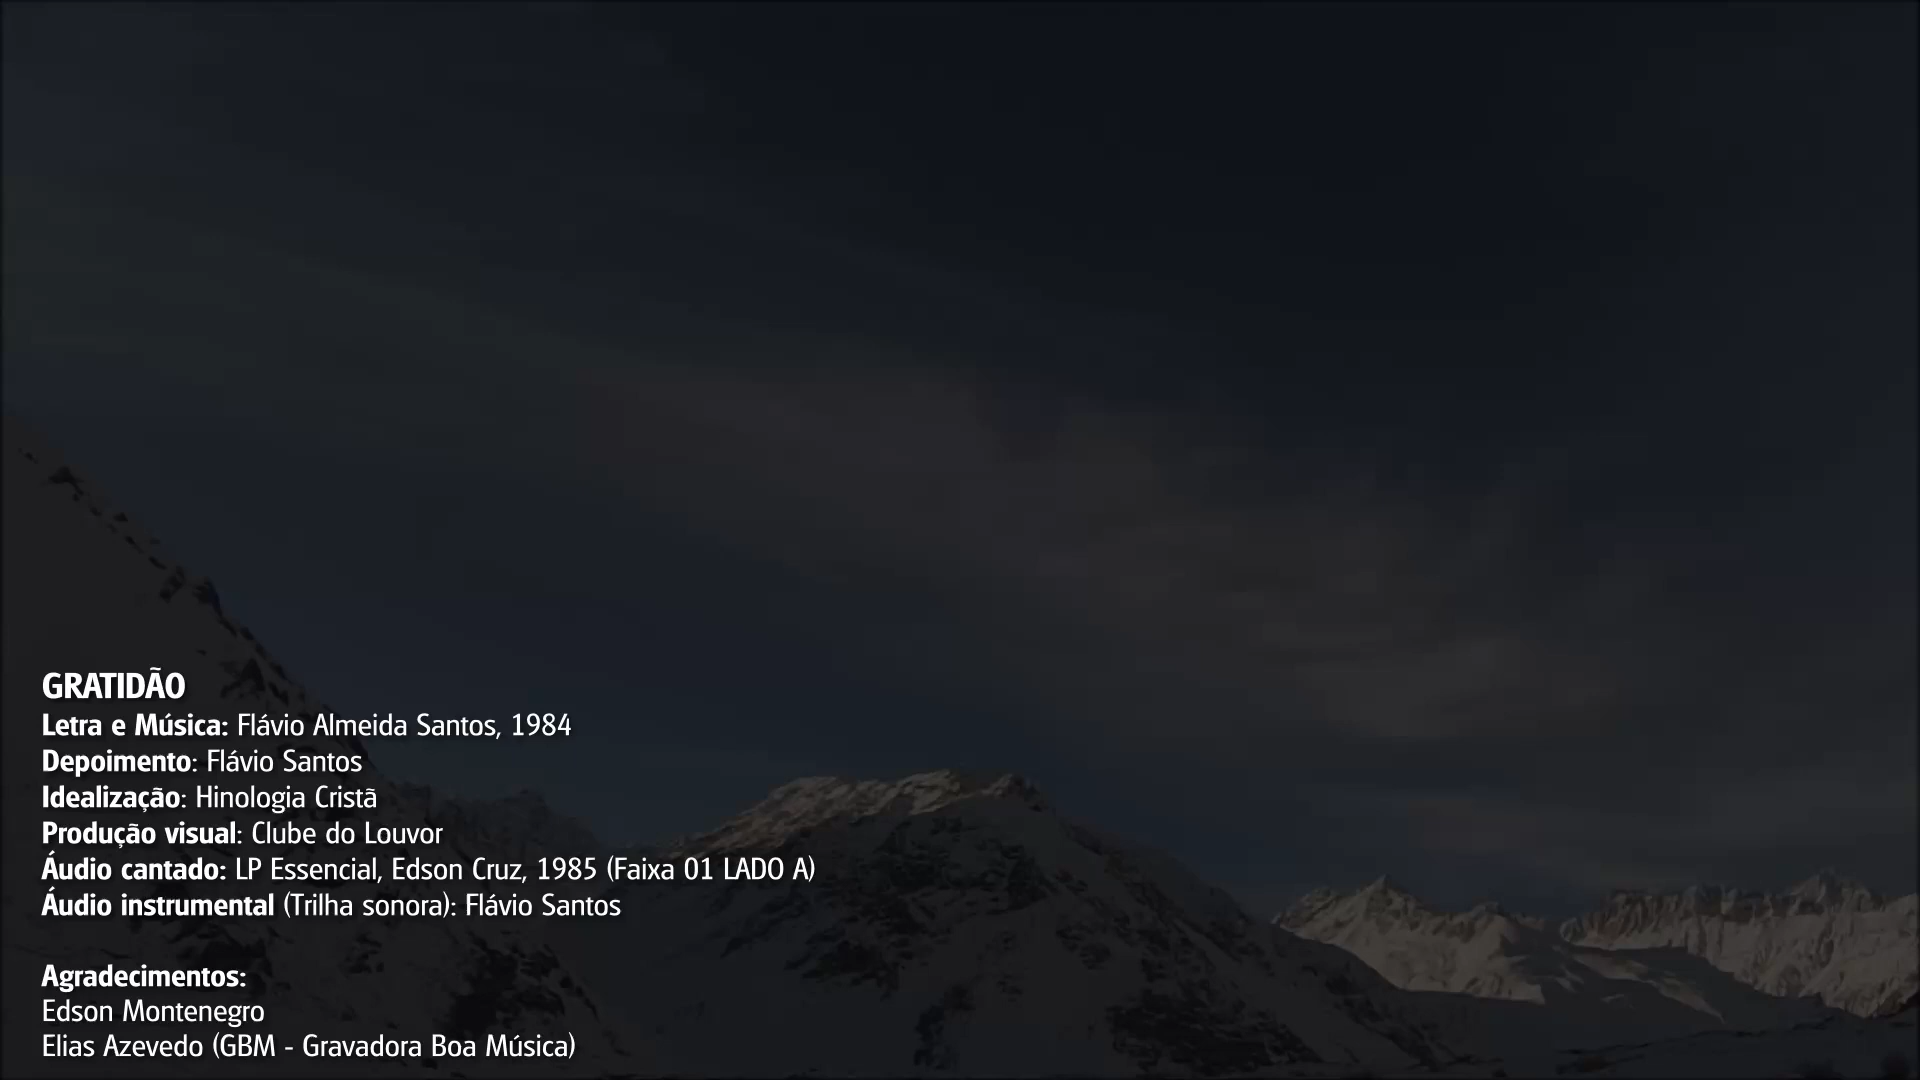 GRATIDÃO
Letra e Música: Flávio Almeida Santos, 1984
Depoimento: Flávio Santos
Idealização: Hinologia Cristã
Produção visual: Clube do Louvor
Áudio cantado: LP Essencial, Edson Cruz, 1985 (Faixa 01 LADO A)
Áudio instrumental (Trilha sonora): Flávio Santos
Agradecimentos:
Edson Montenegro
Elias Azevedo (GBM - Gravadora Boa Música)